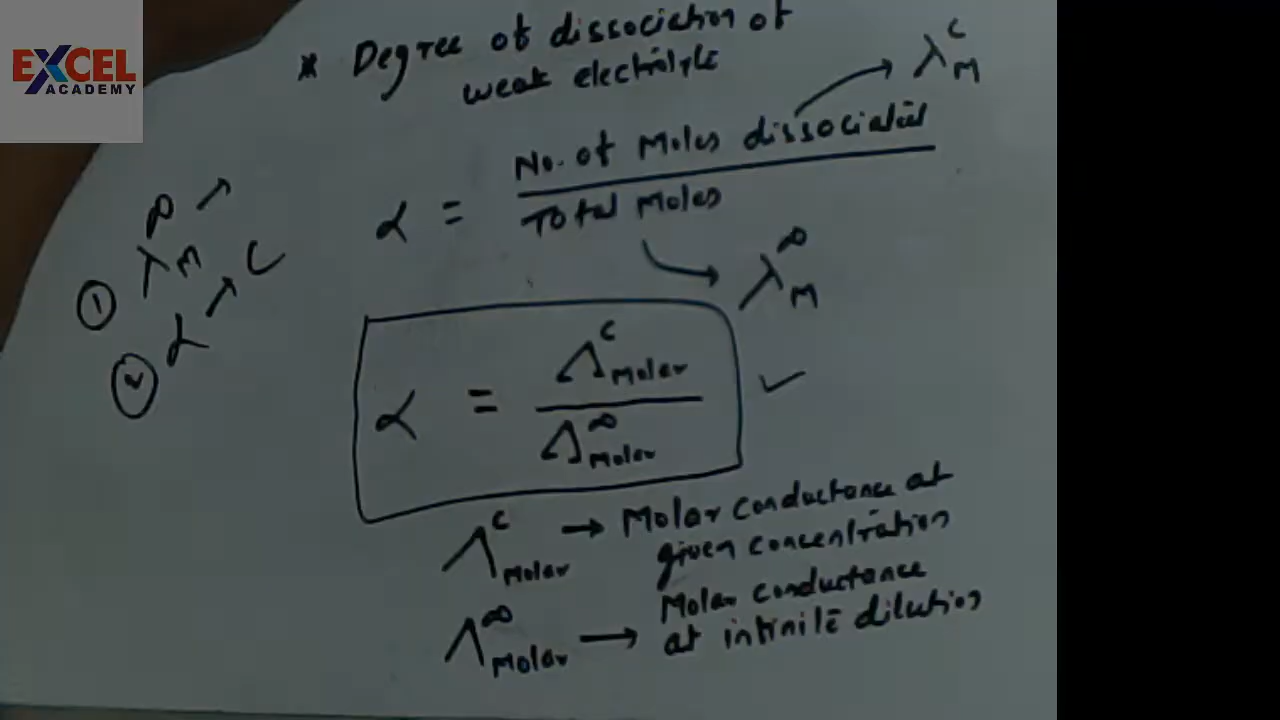 EXCEL
ACADEMY
* Degree of dissociation of
weak electrolyte
λ^c_M
α = No. of Moles dissociated
Total Moles
λ^∞_M
① λ^∞_M ↗
② α ↗ C
α = Λ^c_Molar
Λ^∞_Molar
✓
Λ^c_Molar → Molar conductance at
given concentration
Λ^∞_Molar → Molar conductance
at infinite dilution